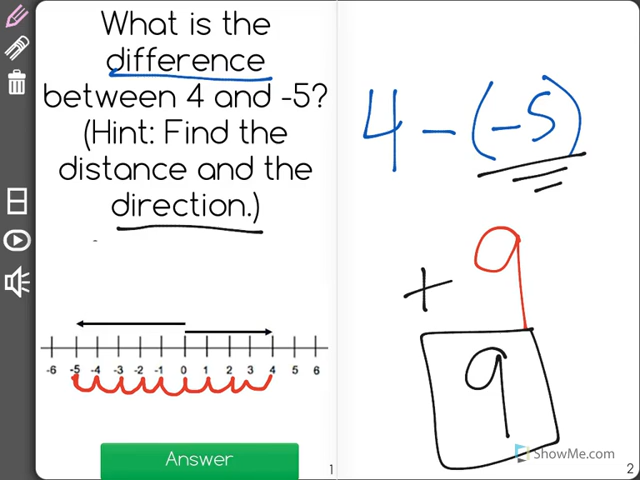 What is the
difference
between 4 and -5?
(Hint: Find the
distance and the
direction.)
-6 -5 -4 -3 -2 -1 0 1 2 3 4 5 6
Answer
1
4 - (-5)
+ 9
9
ShowMe.com
2